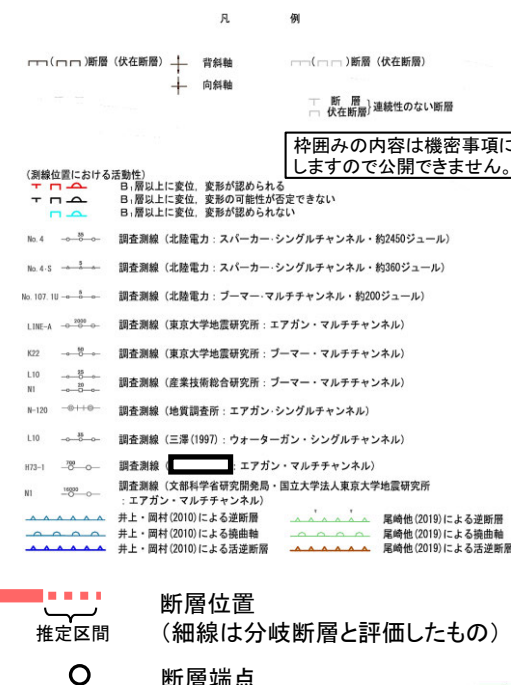 凡 例
断層（伏在断層） 背斜軸
向斜軸
断層（伏在断層）
断 層
伏在断層 連続性のない断層
枠囲みの内容は機密事項に
しますので公開できません。
（測線位置における活動性）
B₁層以上に変位，変形が認められる
B₁層以上に変位，変形の可能性が否定できない
B₁層以上に変位，変形が認められない
No.4 35 調査測線（北陸電力：スパーカー・シングルチャンネル・約2450ジュール）
No.4-S 5 調査測線（北陸電力：スパーカー・シングルチャンネル・約360ジュール）
No.107.1U 5 調査測線（北陸電力：ブーマー・マルチチャンネル・約200ジュール）
LINE-A 2000 調査測線（東京大学地震研究所：エアガン・マルチチャンネル）
K22 50 調査測線（東京大学地震研究所：ブーマー・マルチチャンネル）
L10 20
N1 20 調査測線（産業技術総合研究所：ブーマー・マルチチャンネル）
N-120 調査測線（地質調査所：エアガン・シングルチャンネル）
L10 35 調査測線（三澤(1997)：ウォーターガン・シングルチャンネル）
H73-1 760 調査測線（ ：エアガン・マルチチャンネル）
N1 16000 調査測線（文部科学省研究開発局・国立大学法人東京大学地震研究所
：エアガン・マルチチャンネル）
井上・岡村(2010)による逆断層 尾崎他(2019)による逆断層
井上・岡村(2010)による撓曲軸 尾崎他(2019)による撓曲軸
井上・岡村(2010)による活逆断層 尾崎他(2019)による活逆断層
断層位置
推定区間 （細線は分岐断層と評価したもの）
断層端点